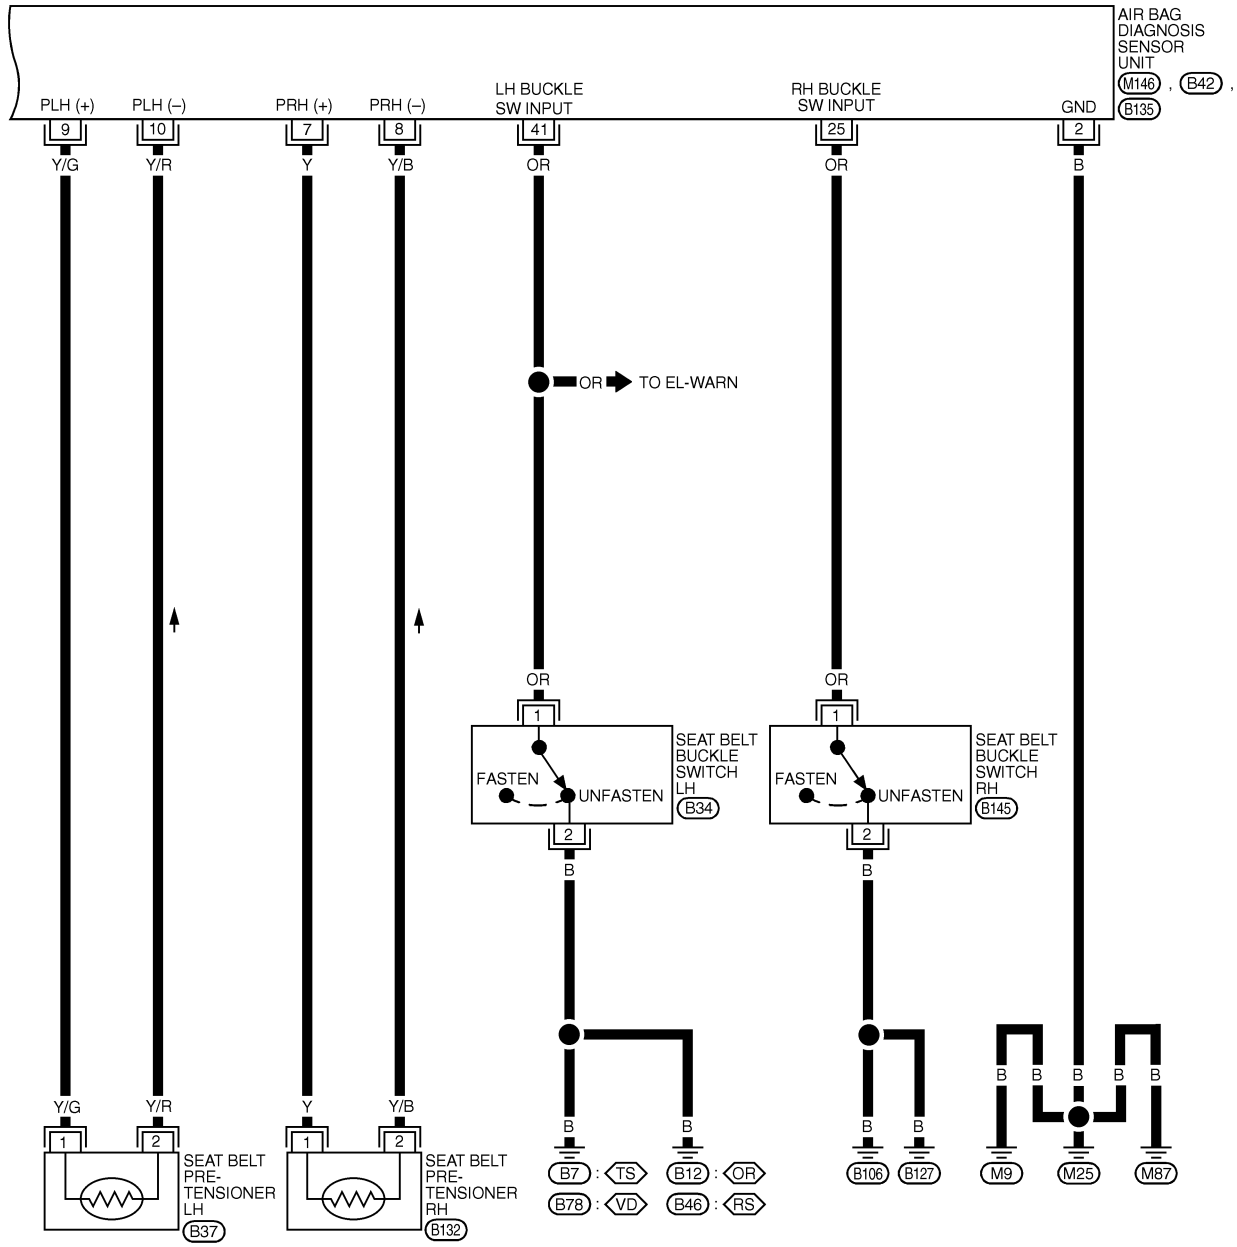 AIR BAG
DIAGNOSIS
SENSOR
UNIT
M146 , B42 ,
B135
PLH (+) PLH (–) PRH (+) PRH (–) LH BUCKLE
SW INPUT RH BUCKLE
SW INPUT GND
9 10 7 8 41 25 2
Y/G Y/R Y Y/B OR OR B
OR TO EL-WARN
OR OR
1 1
SEAT BELT
BUCKLE
SWITCH
LH
B34
FASTEN UNFASTEN
SEAT BELT
BUCKLE
SWITCH
RH
B145
FASTEN UNFASTEN
2 2
B B
B B B B
Y/G Y/R Y Y/B
B B B B B
1 2 1 2
SEAT BELT
PRE-
TENSIONER
LH
B37
SEAT BELT
PRE-
TENSIONER
RH
B132
B7 : TS B12 : OR
B78 : VD B46 : RS
B106 B127
M9 M25 M87